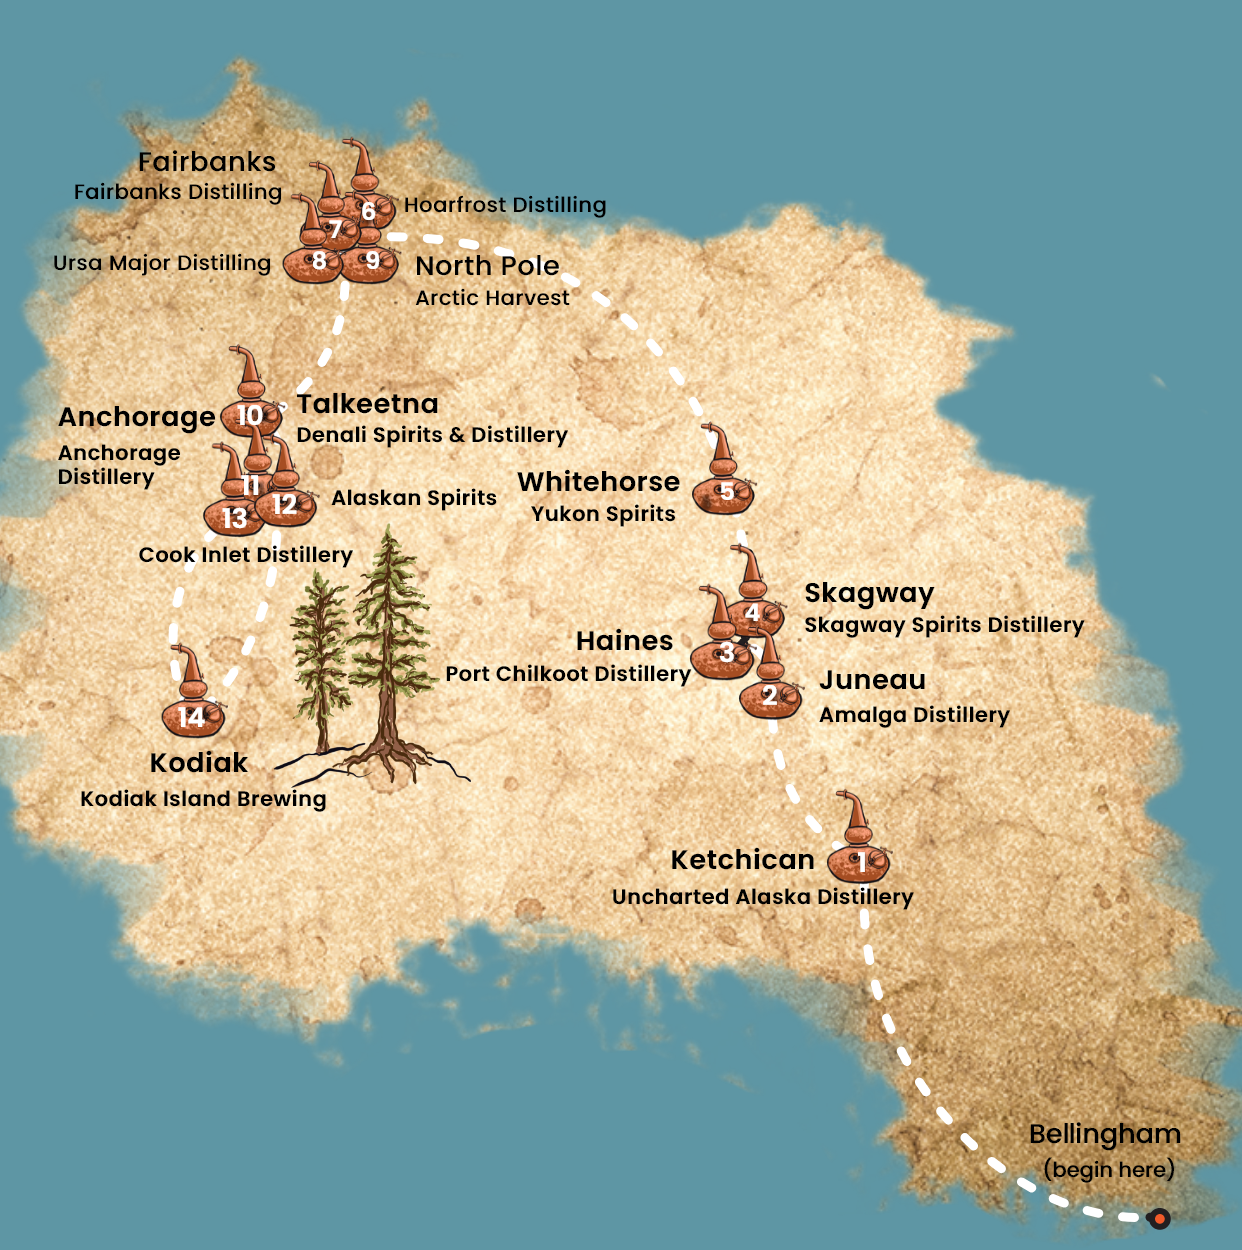 Fairbanks
Fairbanks Distilling
6
Hoarfrost Distilling
7
Ursa Major Distilling
8
9
North Pole
Arctic Harvest
Anchorage
10
Talkeetna
Denali Spirits & Distillery
Anchorage
Distillery
11
12
13
Alaskan Spirits
Cook Inlet Distillery
Whitehorse
5
Yukon Spirits
4
Skagway
Skagway Spirits Distillery
Haines
3
Port Chilkoot Distillery
2
Juneau
Amalga Distillery
14
Kodiak
Kodiak Island Brewing
Ketchican
1
Uncharted Alaska Distillery
Bellingham
(begin here)